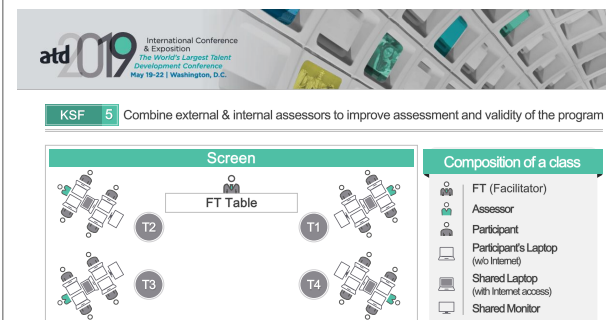 atd 2019
International Conference
& Exposition
The World's Largest Talent
Development Conference
May 19-22 | Washington, D.C.
KSF 5 Combine external & internal assessors to improve assessment and validity of the program
Screen
FT Table
T2
T1
T3
T4
Composition of a class
FT (Facilitator)
Assessor
Participant
Participant's Laptop
(w/o Internet)
Shared Laptop
(with Internet access)
Shared Monitor